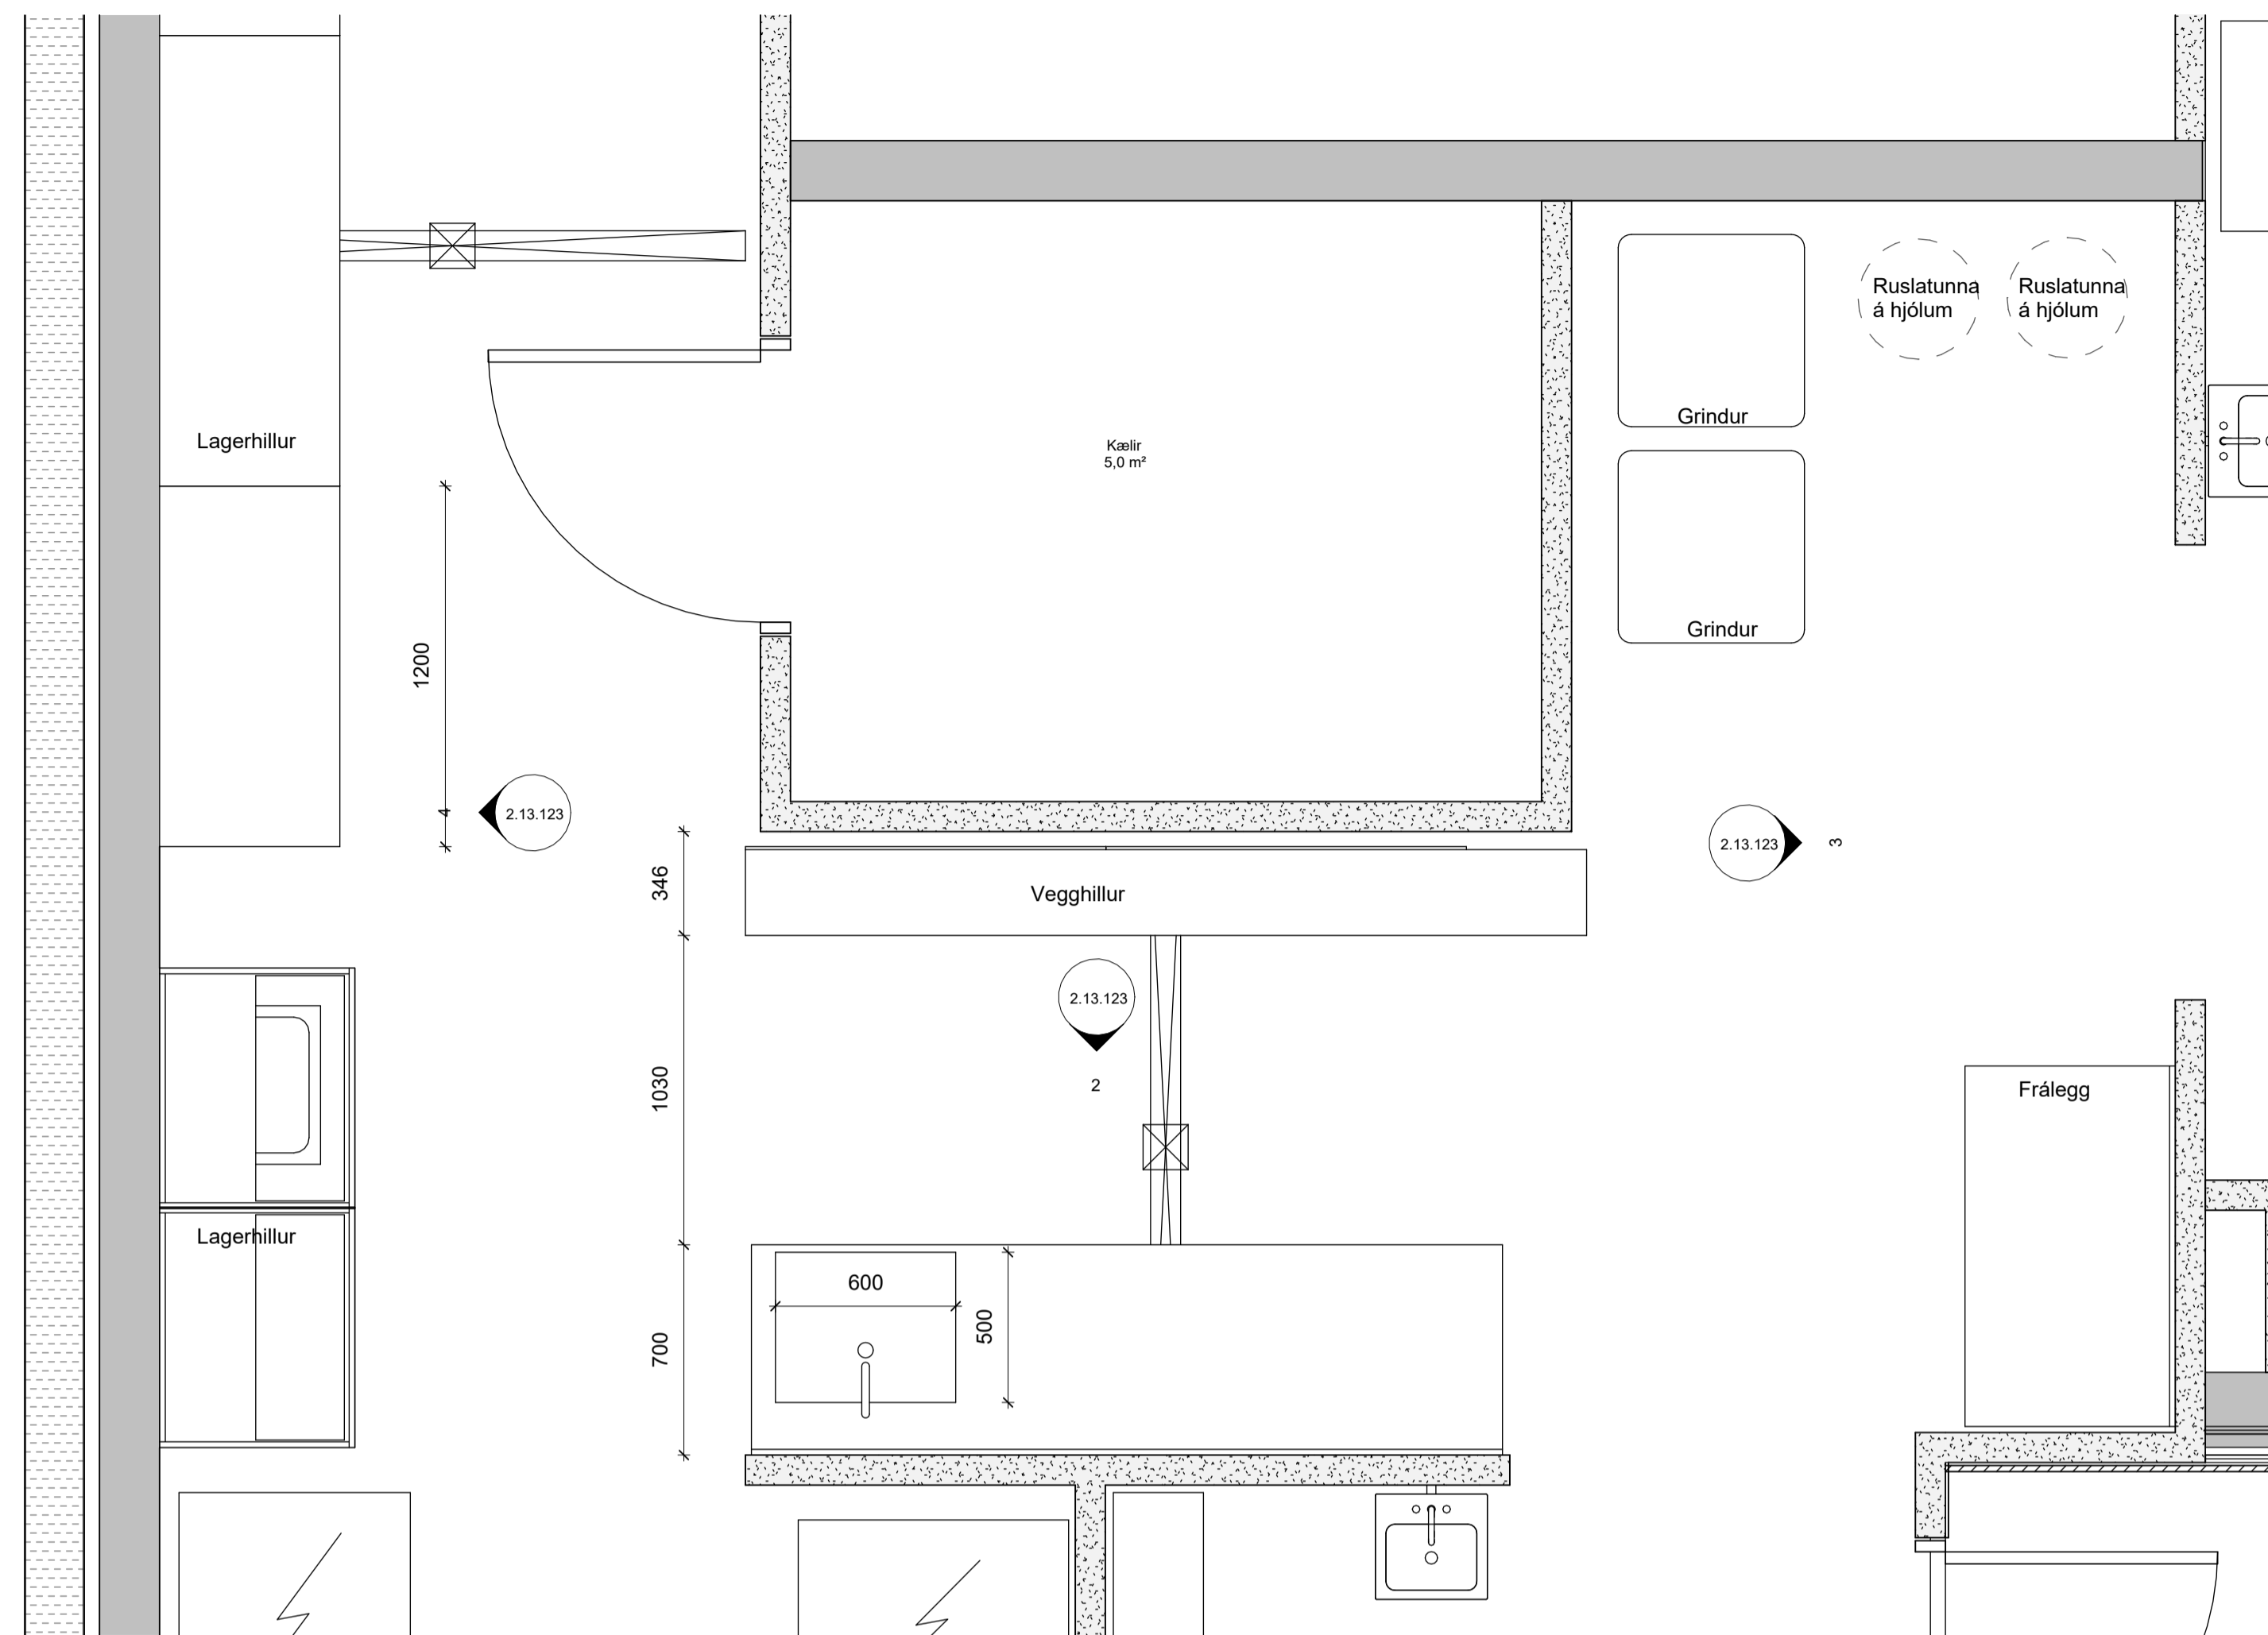 Ruslatunna
á hjólum
Ruslatunna
á hjólum
Grindur
Lagerhillur
Kælir
5,0 m²
Grindur
1200
4
2.13.123
2.13.123
3
346
Vegghillur
2.13.123
2
1030
Frálegg
Lagerhillur
600
500
700